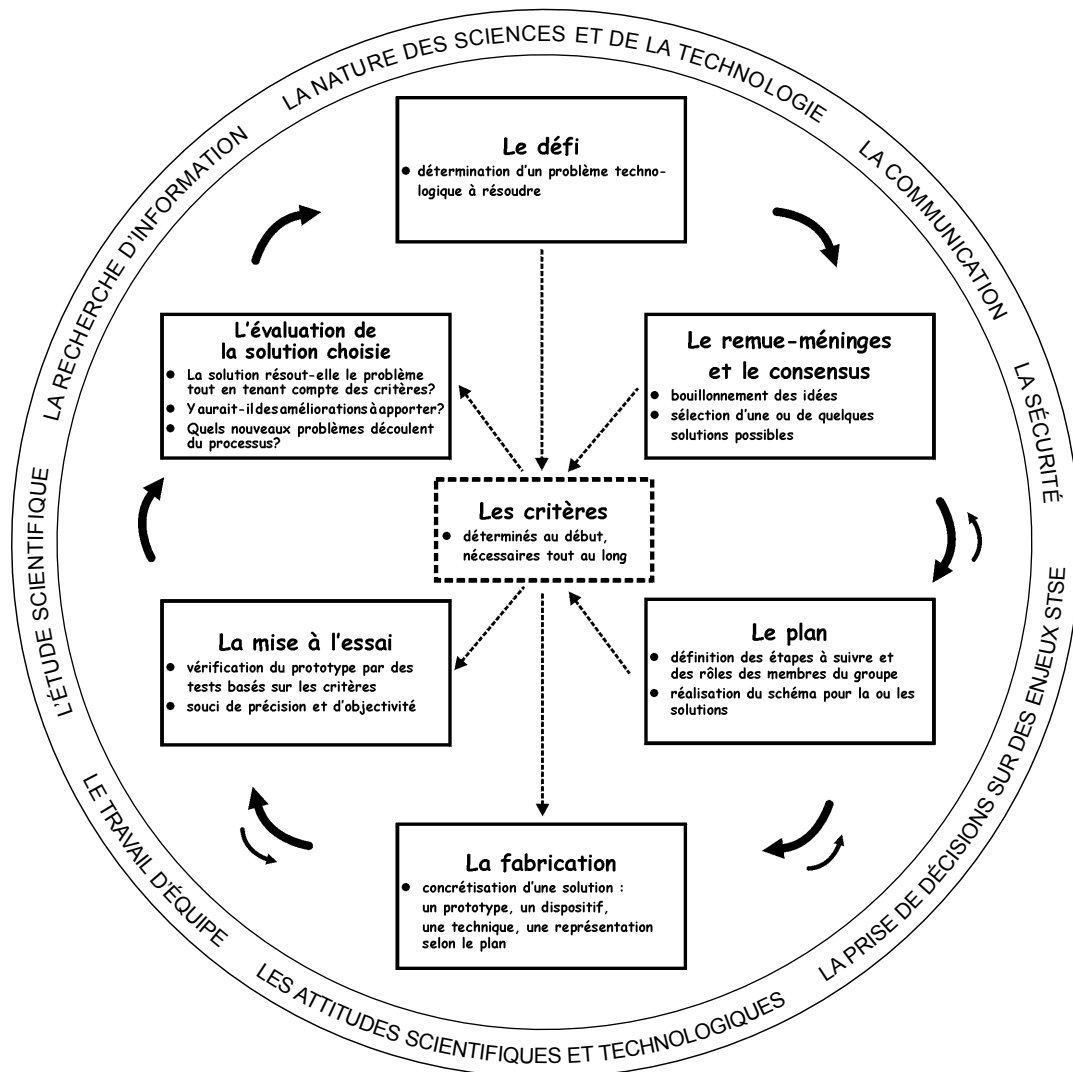 LA NATURE DES SCIENCES ET DE LA TECHNOLOGIE
LA COMMUNICATION
LA SÉCURITÉ
LA PRISE DE DÉCISIONS SUR DES ENJEUX STSE
LES ATTITUDES SCIENTIFIQUES ET TECHNOLOGIQUES
LE TRAVAIL D'ÉQUIPE
L'ÉTUDE SCIENTIFIQUE
LA RECHERCHE D'INFORMATION
Le défi
● détermination d'un problème techno-
logique à résoudre
Le remue-méninges
et le consensus
● bouillonnement des idées
● sélection d'une ou de quelques
solutions possibles
Le plan
● définition des étapes à suivre et
des rôles des membres du groupe
● réalisation du schéma pour la ou les
solutions
La fabrication
● concrétisation d'une solution :
un prototype, un dispositif,
une technique, une représentation
selon le plan
La mise à l'essai
● vérification du prototype par des
tests basés sur les critères
● souci de précision et d'objectivité
L'évaluation de
la solution choisie
● La solution résout-elle le problème
tout en tenant compte des critères?
● Y aurait-il des améliorations à apporter?
● Quels nouveaux problèmes découlent
du processus?
Les critères
● déterminés au début,
nécessaires tout au long